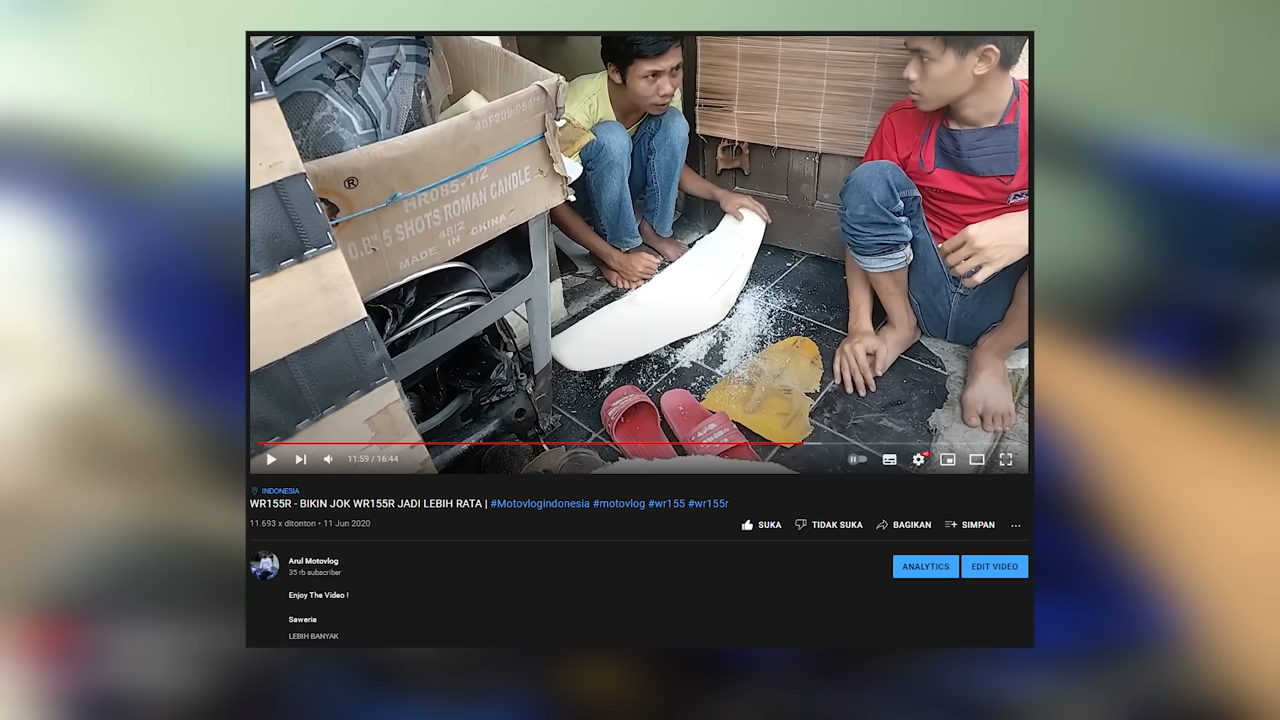 HR085-1/2
5 SHOTS ROMAN CANDLE
48/2
MADE IN CHINA
11:59 / 16:44
INDONESIA
WR155R - BIKIN JOK WR155R JADI LEBIH RATA | #Motovlogindonesia #motovlog #wr155 #wr155r
11.693 x ditonton • 11 Jun 2020
SUKA TIDAK SUKA BAGIKAN SIMPAN ...
Arul Motovlog
35 rb subscriber
ANALYTICS EDIT VIDEO
Enjoy The Video !
Saweria
LEBIH BANYAK